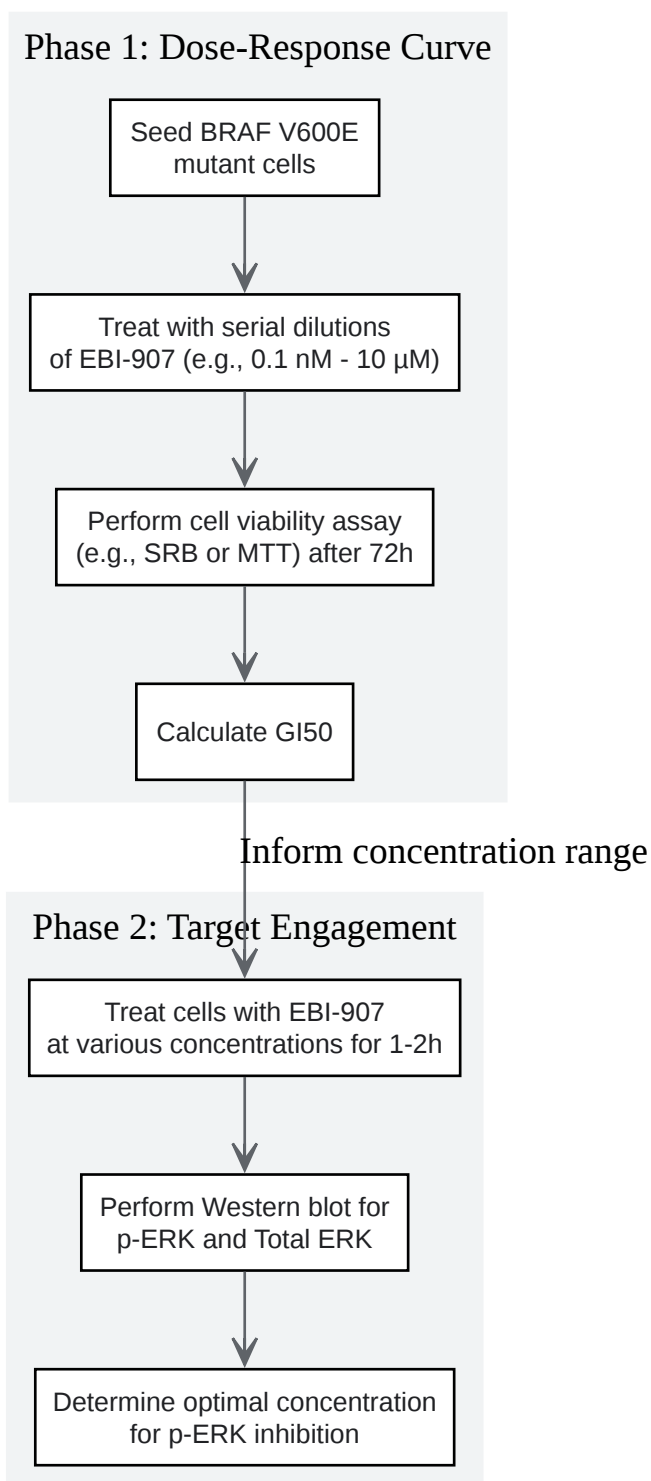 Phase 1: Dose-Response Curve
Seed BRAF V600E
mutant cells
Treat with serial dilutions
of EBI-907 (e.g., 0.1 nM - 10 µM)
Perform cell viability assay
(e.g., SRB or MTT) after 72h
Calculate GI50
Inform concentration range
Phase 2: Target Engagement
Treat cells with EBI-907
at various concentrations for 1-2h
Perform Western blot for
p-ERK and Total ERK
Determine optimal concentration
for p-ERK inhibition